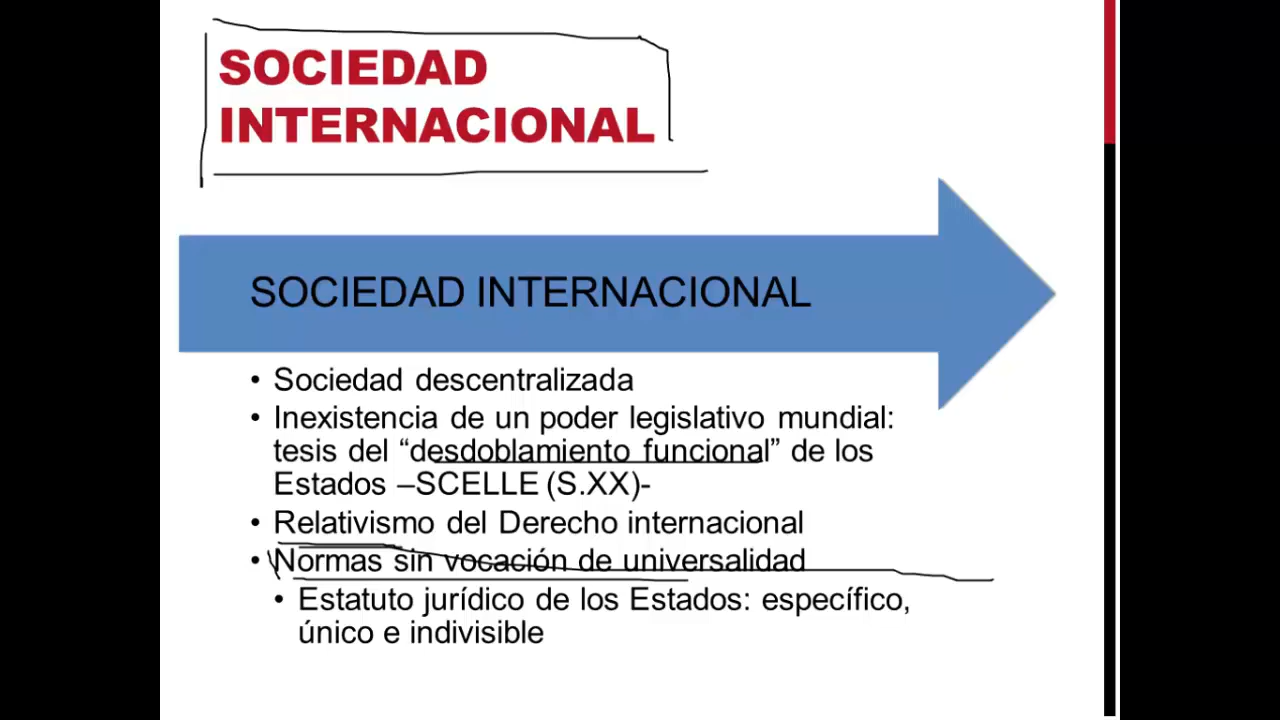 SOCIEDAD
INTERNACIONAL
SOCIEDAD INTERNACIONAL
• Sociedad descentralizada
• Inexistencia de un poder legislativo mundial:
tesis del “desdoblamiento funcional” de los
Estados –SCELLE (S.XX)-
• Relativismo del Derecho internacional
• Normas sin vocación de universalidad
• Estatuto jurídico de los Estados: específico,
único e indivisible